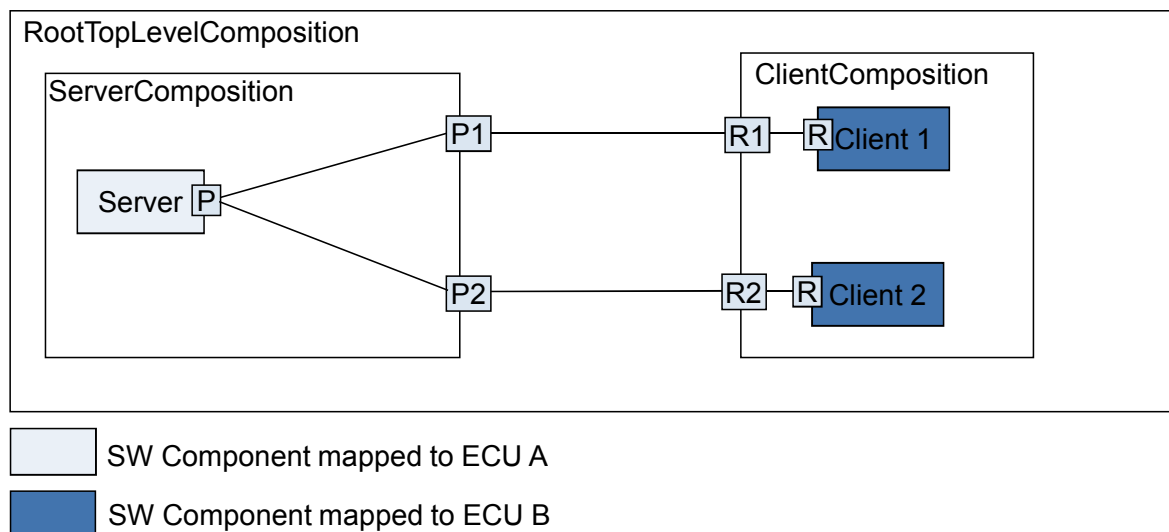 RootTopLevelComposition
ServerComposition
ClientComposition
P1
R1
R
Client 1
Server
P
P2
R2
R
Client 2
SW Component mapped to ECU A
SW Component mapped to ECU B